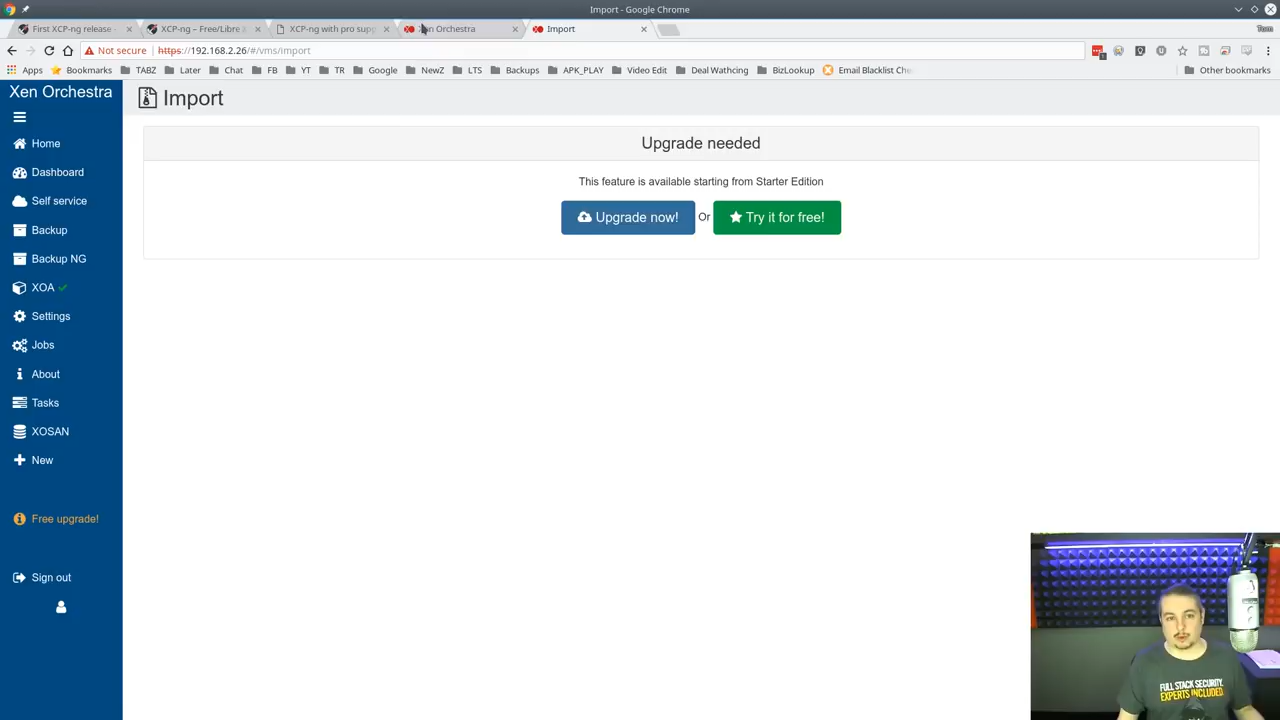 Import - Google Chrome
First XCP-ng release -
XCP-ng – Free/Libre
XCP-ng with pro supp
Xen Orchestra
Import
Tom
Not secure
https://192.168.2.26/#/vms/import
Apps
Bookmarks
TABZ
Later
Chat
FB
YT
TR
Google
NewZ
LTS
Backups
APK_PLAY
Video Edit
Deal Wathcing
BizLookup
Email Blacklist Che
Other bookmarks
Xen Orchestra
Import
Home
Dashboard
Self service
Backup
Backup NG
XOA
Settings
Jobs
About
Tasks
XOSAN
New
Free upgrade!
Sign out
Upgrade needed
This feature is available starting from Starter Edition
Upgrade now! Or Try it for free!
FULL STACK SECURITY.
EXPERTS INCLUDED.